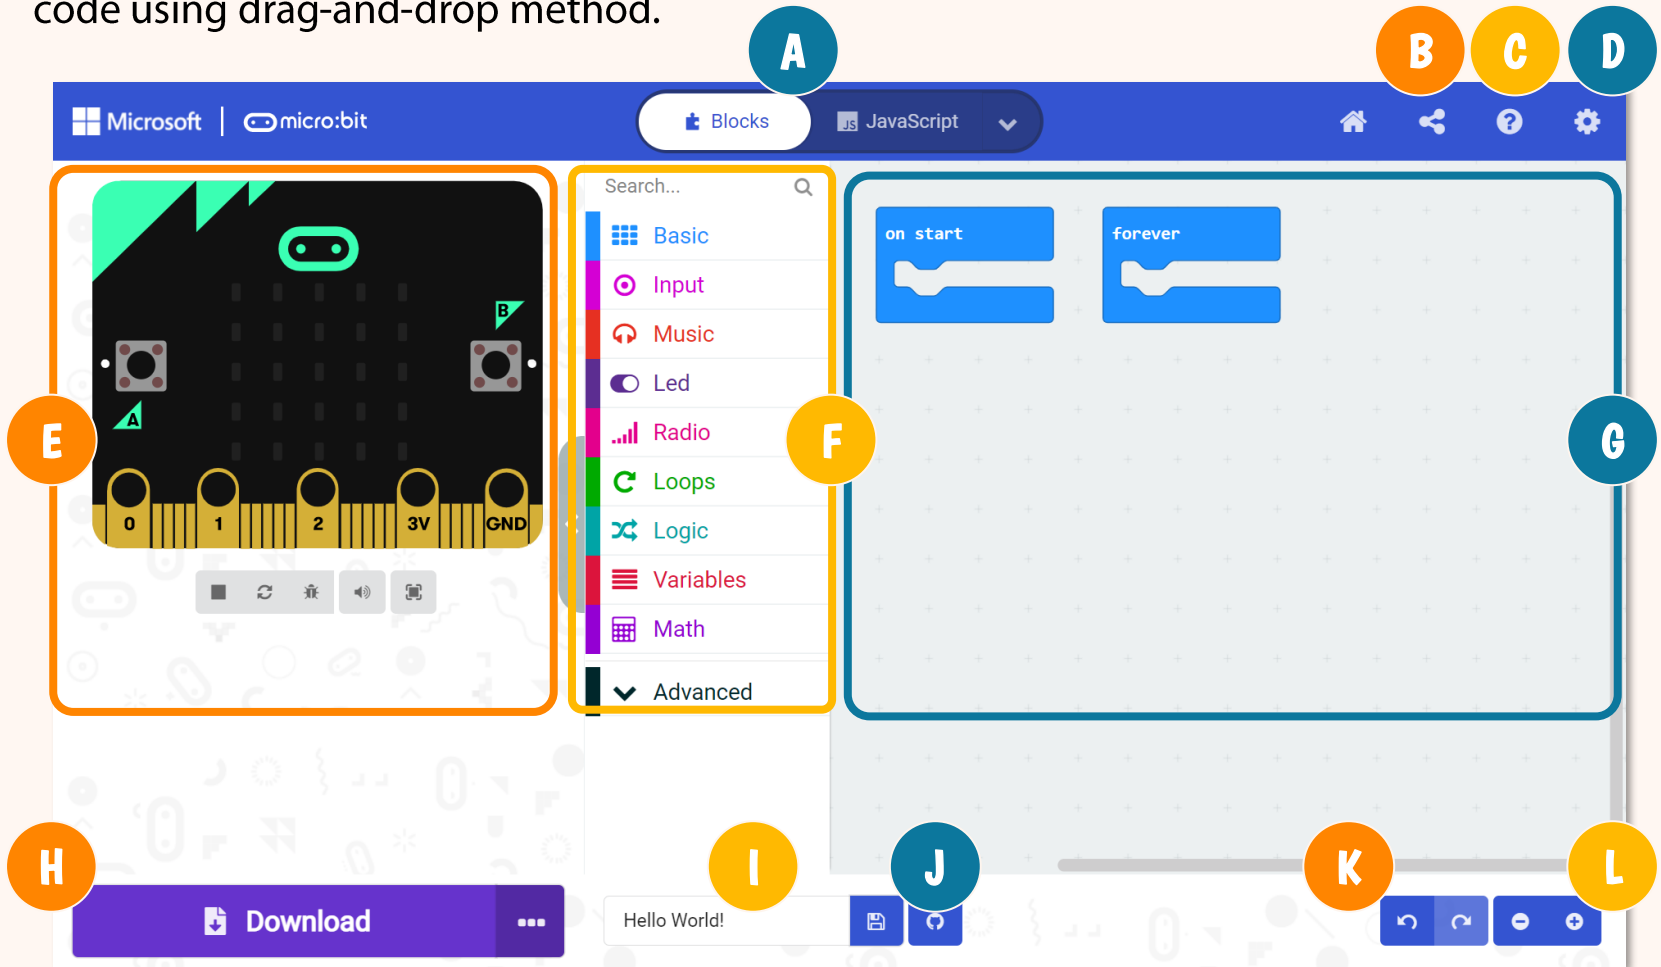 code using drag-and-drop method.
A
B
C
D
Microsoft
micro:bit
Blocks
JS
JavaScript
Search...
Basic
Input
Music
Led
Radio
Loops
Logic
Variables
Math
Advanced
B
A
0
1
2
3V
GND
on start
forever
E
F
G
H
I
J
K
L
Download
Hello World!